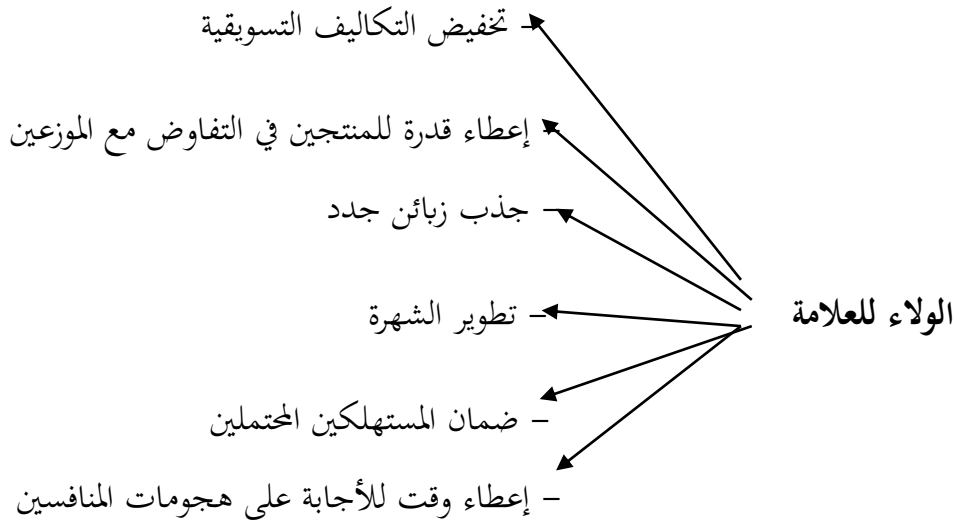 – تخفيض التكاليف التسويقية
– إعطاء قدرة للمنتجين في التفاوض مع الموزعين
– جذب زبائن جدد
الولاء للعلامة
– تطوير الشهرة
– ضمان المستهلكين المحتملين
– إعطاء وقت للأجابة على هجومات المنافسين